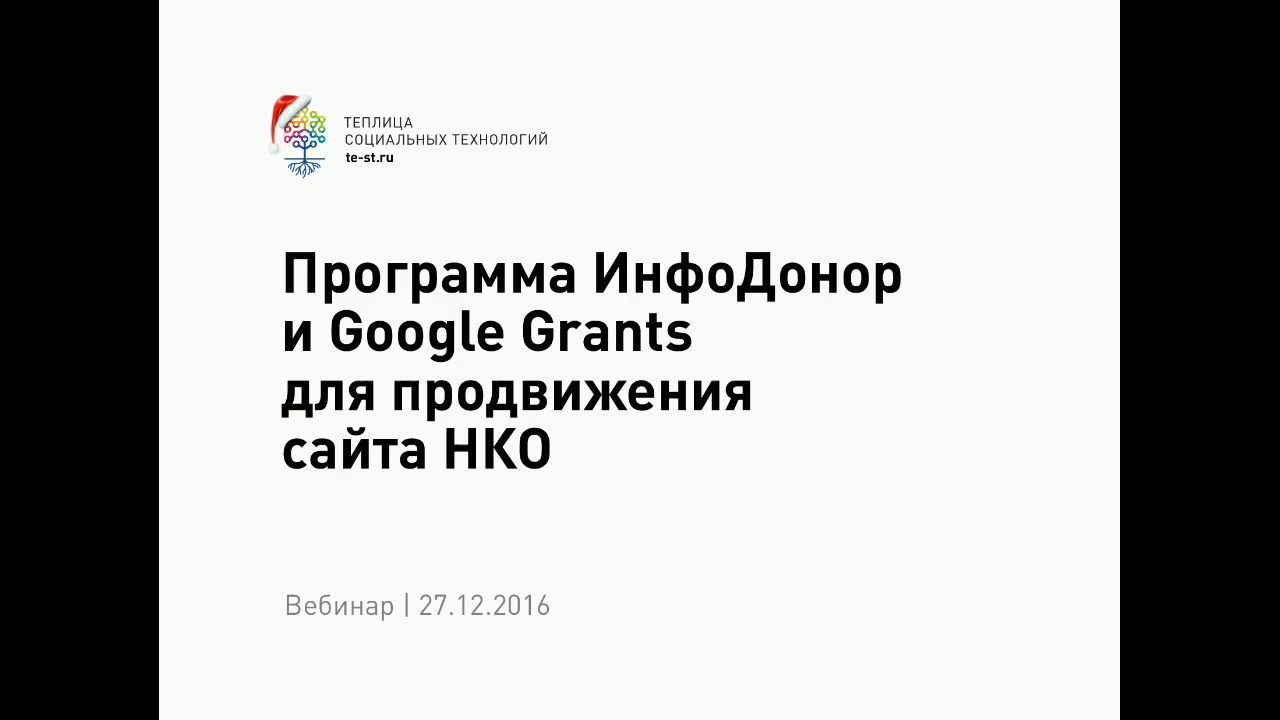 ТЕПЛИЦА
СОЦИАЛЬНЫХ ТЕХНОЛОГИЙ
te-st.ru
Программа ИнфоДонор
и Google Grants
для продвижения
сайта НКО
Вебинар | 27.12.2016